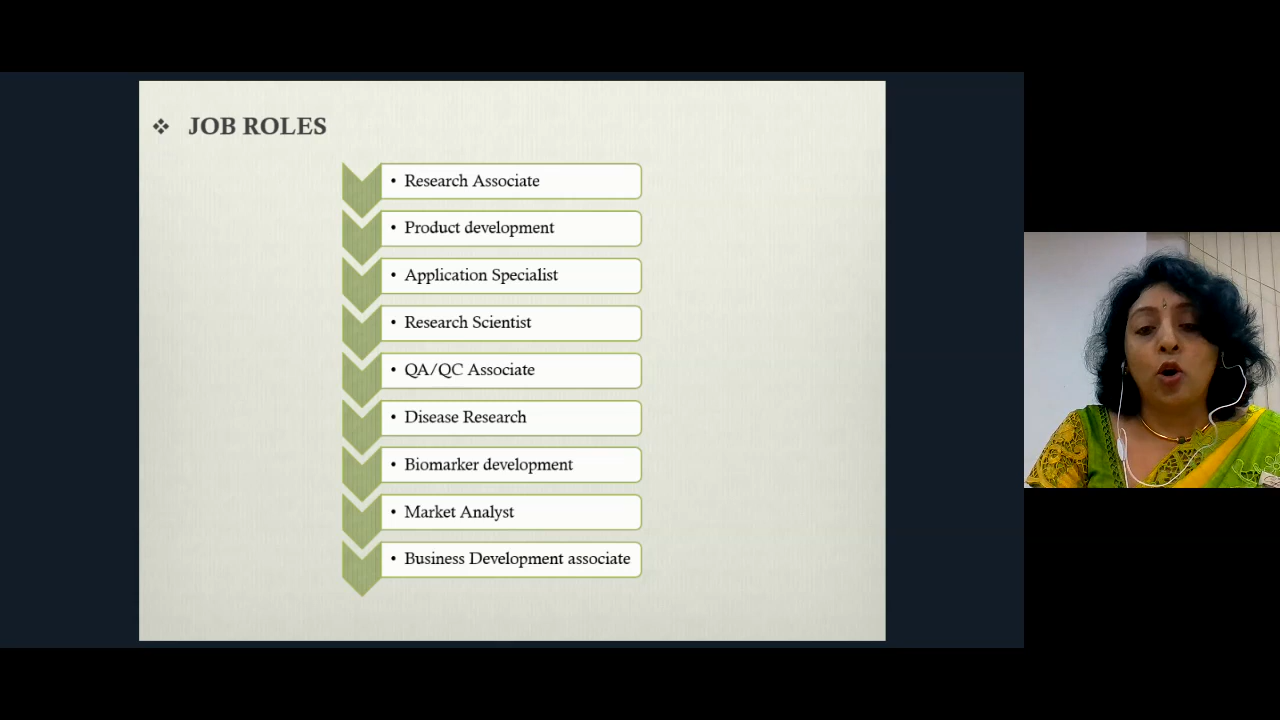 ❖ JOB ROLES
• Research Associate
• Product development
• Application Specialist
• Research Scientist
• QA/QC Associate
• Disease Research
• Biomarker development
• Market Analyst
• Business Development associate